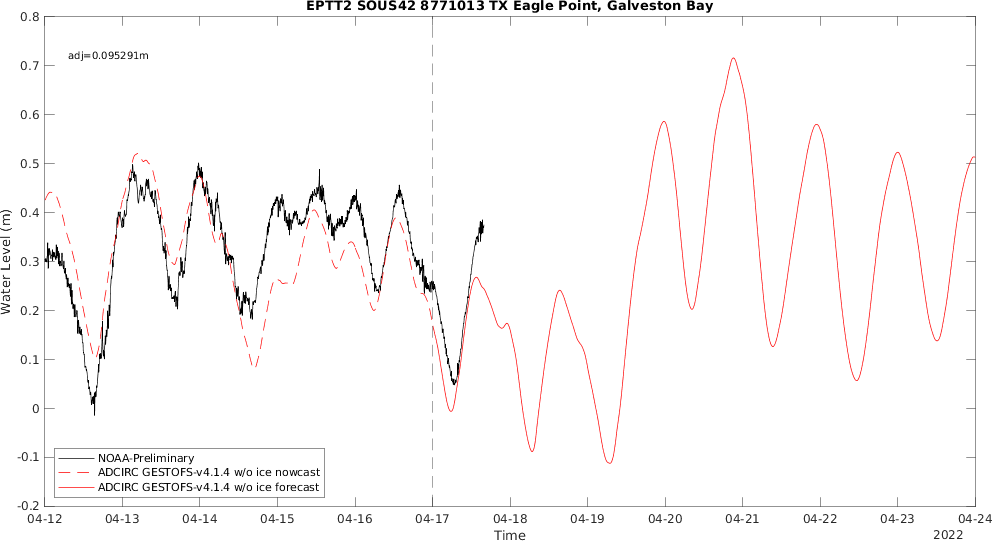 EPTT2 SOUS42 8771013 TX Eagle Point, Galveston Bay
adj=0.095291m
0.8
0.7
0.6
0.5
0.4
0.3
0.2
0.1
0
-0.1
-0.2
Water Level (m)
NOAA-Preliminary
ADCIRC GESTOFS-v4.1.4 w/o ice nowcast
ADCIRC GESTOFS-v4.1.4 w/o ice forecast
04-12 04-13 04-14 04-15 04-16 04-17 04-18 04-19 04-20 04-21 04-22 04-23 04-24
Time
2022